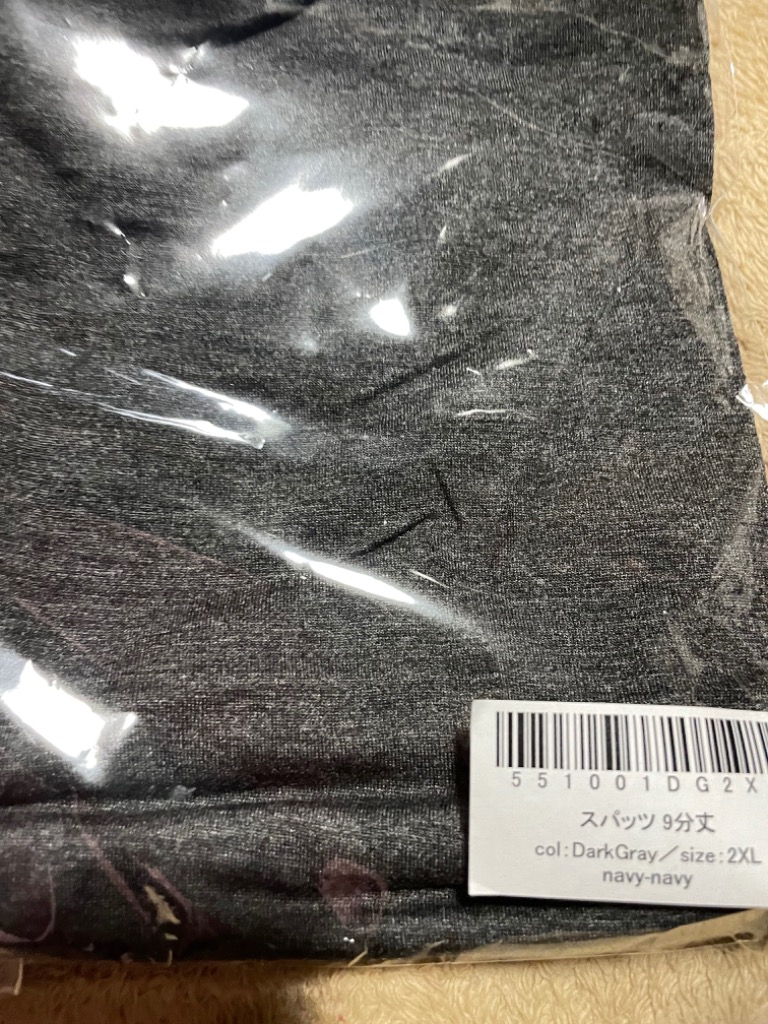 551001DG2X
スパッツ 9分丈
col:DarkGray／size:2XL
navy-navy